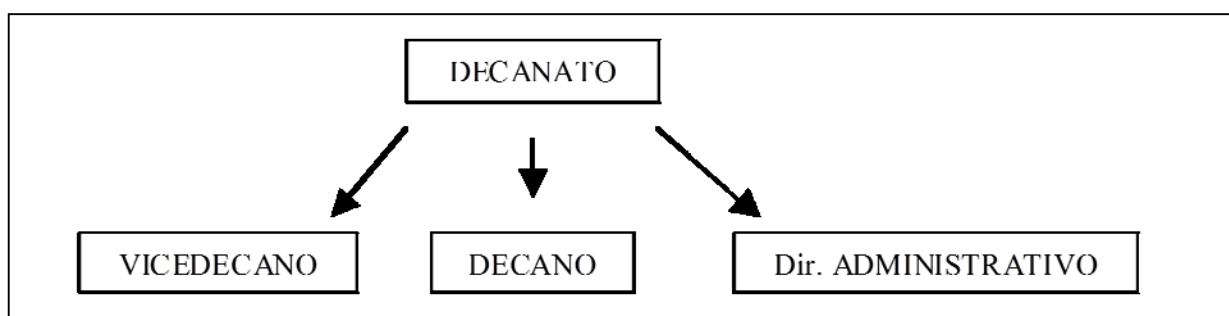 DECANATO
VICEDECANO
DECANO
Dir. ADMINISTRATIVO